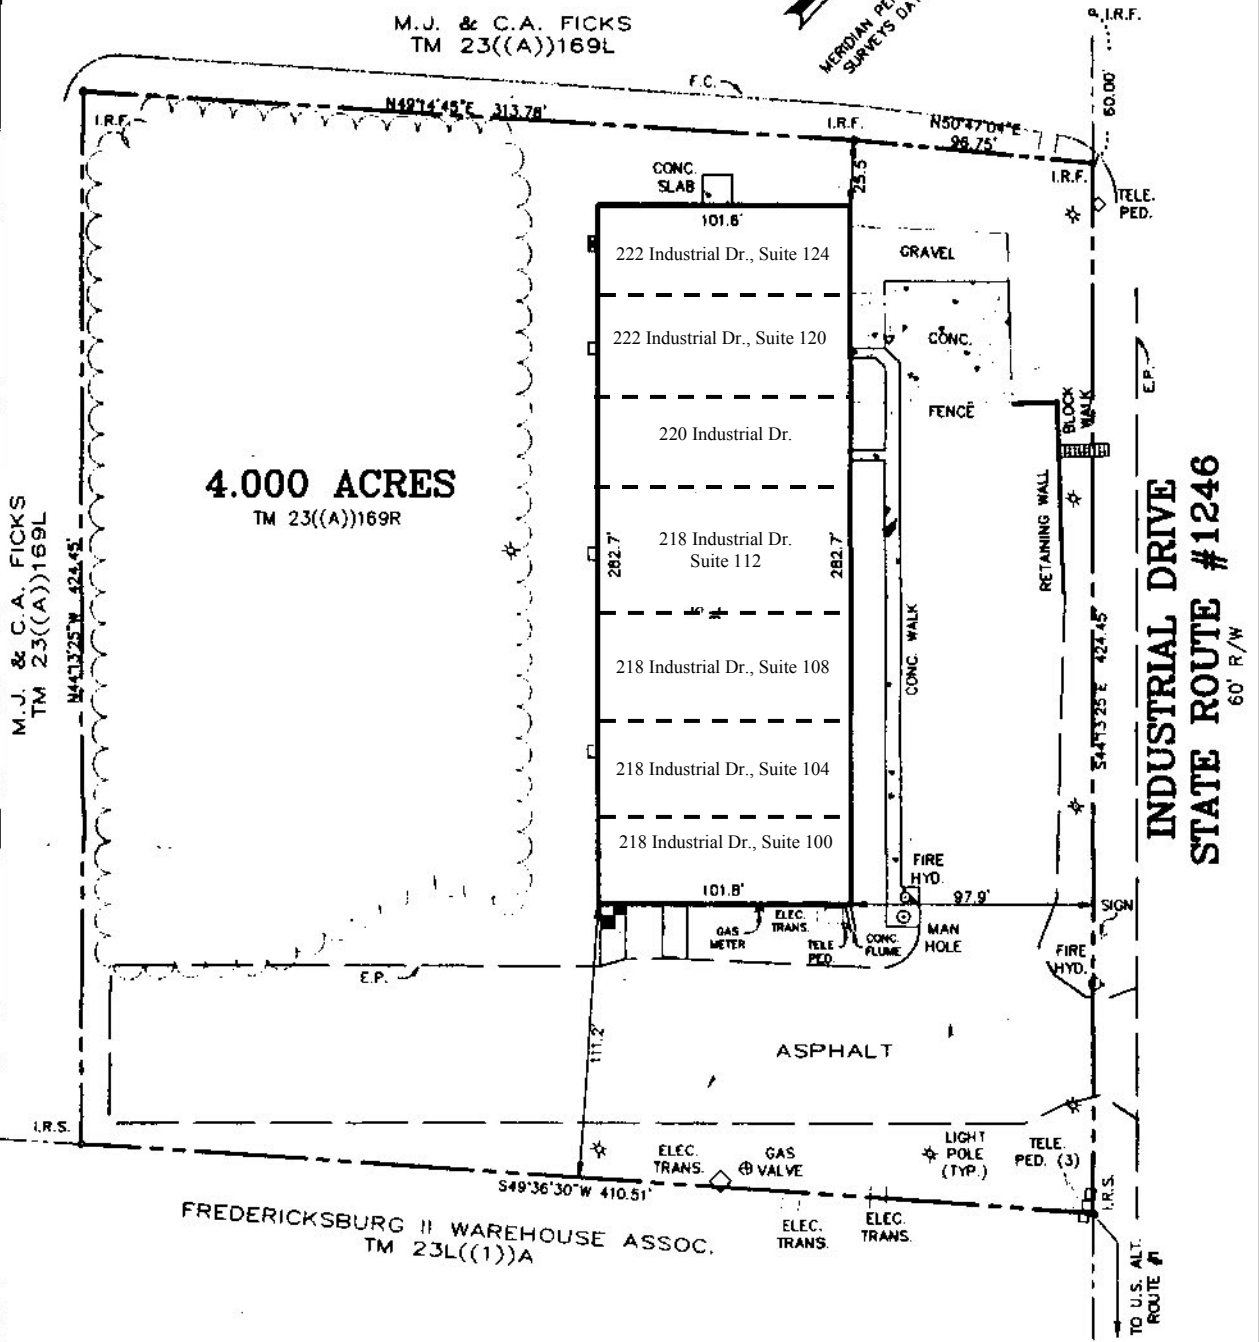 M.J. & C.A. FICKS
TM 23((A))169L
SURVEYS
I.R.F.
60.00'
F.C.
I.R.F.
N49°14'45"E 313.78'
I.R.F.
N50°47'04"E
96.75'
I.R.F.
TELE.
PED.
CONC.
SLAB
25.5'
101.6'
222 Industrial Dr., Suite 124
GRAVEL
222 Industrial Dr., Suite 120
CONC.
E.P.
FENCE
BLOCK
WALK
220 Industrial Dr.
4.000 ACRES
TM 23((A))169R
218 Industrial Dr.
Suite 112
282.7'
282.7'
RETAINING WALL
M.J. & C.A. FICKS
TM 23((A))169L
N44°13'25"W 424.45'
218 Industrial Dr., Suite 108
CONC. WALK
S44°13'25"E 424.45'
INDUSTRIAL DRIVE
STATE ROUTE #1246
60' R/W
218 Industrial Dr., Suite 104
218 Industrial Dr., Suite 100
101.8'
FIRE
HYD.
97.9'
SIGN
GAS
METER
ELEC.
TRANS.
TELE
PED.
CONC.
FLUME
MAN
HOLE
FIRE
HYD.
E.P.
111.2'
ASPHALT
I.R.S.
ELEC.
TRANS.
GAS
VALVE
LIGHT
POLE
(TYP.)
TELE.
PED. (3)
I.R.S.
S49°36'30"W 410.51'
ELEC.
TRANS.
ELEC.
TRANS.
FREDERICKSBURG II WAREHOUSE ASSOC.
TM 23L((1))A
TO U.S. ALT.
ROUTE #1